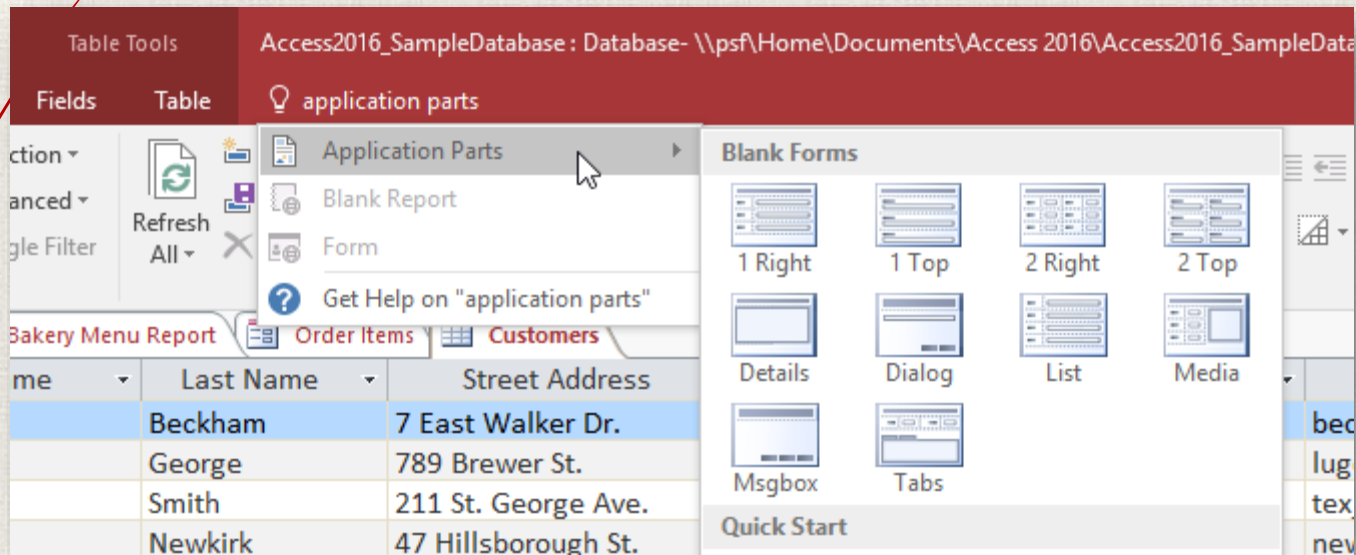 Table Tools Access2016_SampleDatabase : Database- \\psf\Home\Documents\Access 2016\Access2016_SampleData
Fields Table application parts
ction
anced
gle Filter
Refresh
All
Application Parts
Blank Report
Form
Get Help on "application parts"
Blank Forms
1 Right 1 Top 2 Right 2 Top
Details Dialog List Media
Msgbox Tabs
Quick Start
Bakery Menu Report Order Items Customers
me Last Name Street Address
Beckham 7 East Walker Dr. bec
George 789 Brewer St. lug
Smith 211 St. George Ave. tex
Newkirk 47 Hillsborough St. new